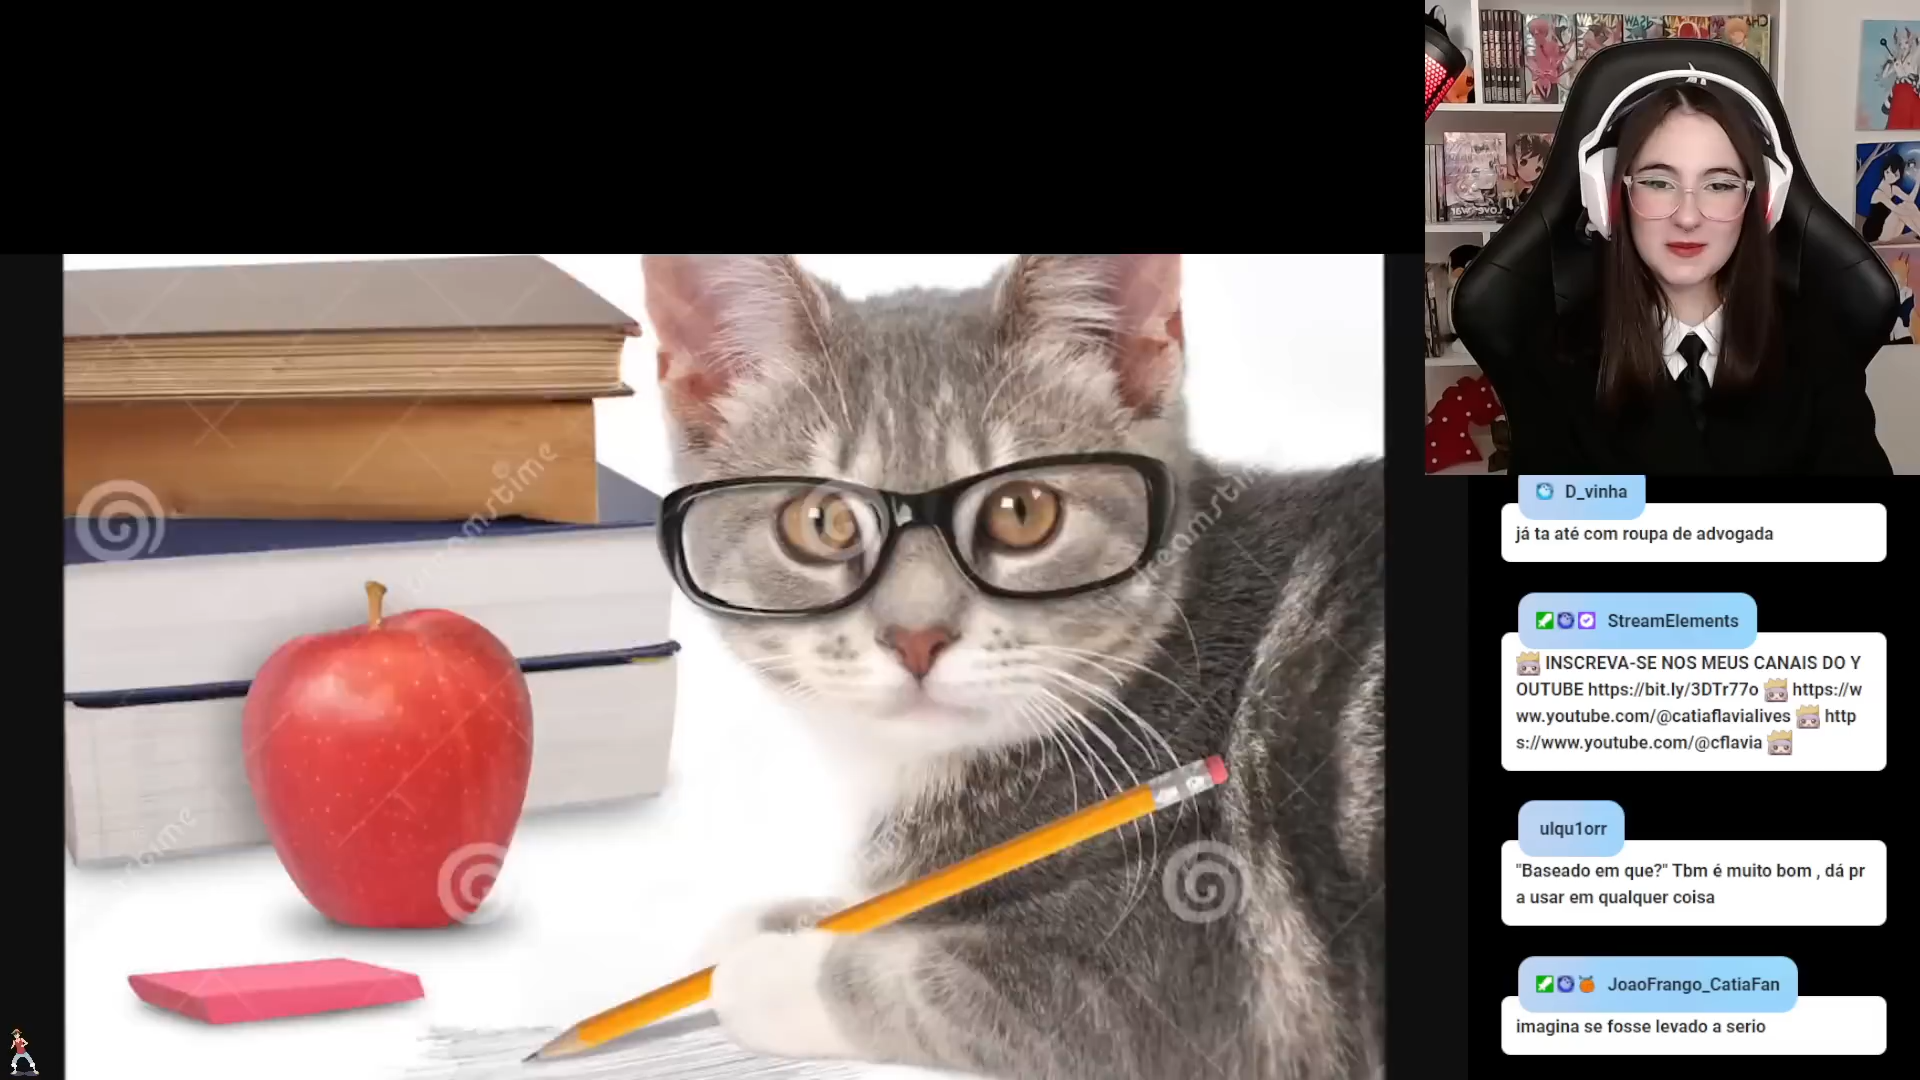 D_vinha
já ta até com roupa de advogada
StreamElements
INSCREVA-SE NOS MEUS CANAIS DO Y
OUTUBE https://bit.ly/3DTr77o https://w
ww.youtube.com/@catiaflavialives http
s://www.youtube.com/@cflavia
ulqu1orr
"Baseado em que?" Tbm é muito bom , dá pr
a usar em qualquer coisa
JoaoFrango_CatiaFan
imagina se fosse levado a serio
dreamstime
dreamstime